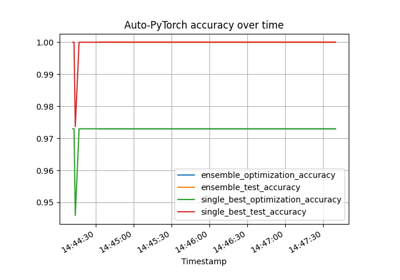 Auto-PyTorch accuracy over time
1.00
0.99
0.98
0.97
0.96
0.95
ensemble_optimization_accuracy
ensemble_test_accuracy
single_best_optimization_accuracy
single_best_test_accuracy
14:44:30
14:45:00
14:45:30
14:46:00
14:46:30
14:47:00
14:47:30
Timestamp